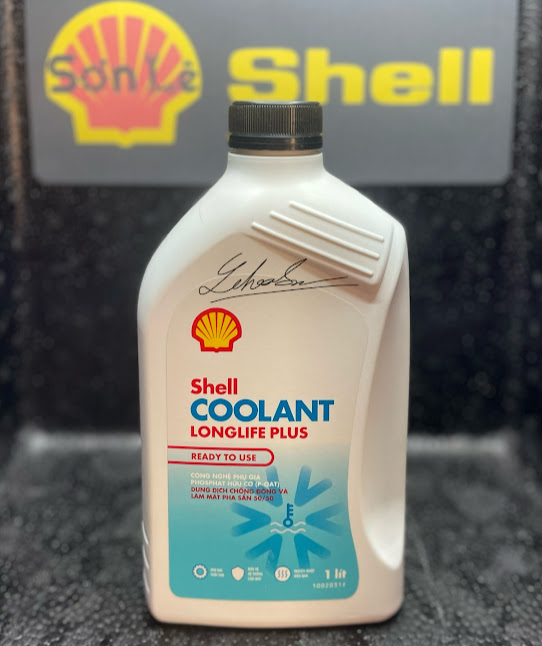 Sơn Lê Shell
Shell
COOLANT
LONGLIFE PLUS
READY TO USE
CÔNG NGHỆ PHỤ GIA
PHOSPHAT HỮU CƠ (P-OAT)
DUNG DỊCH CHỐNG ĐÔNG VÀ
LÀM MÁT PHA SẴN 50/50
1 lít